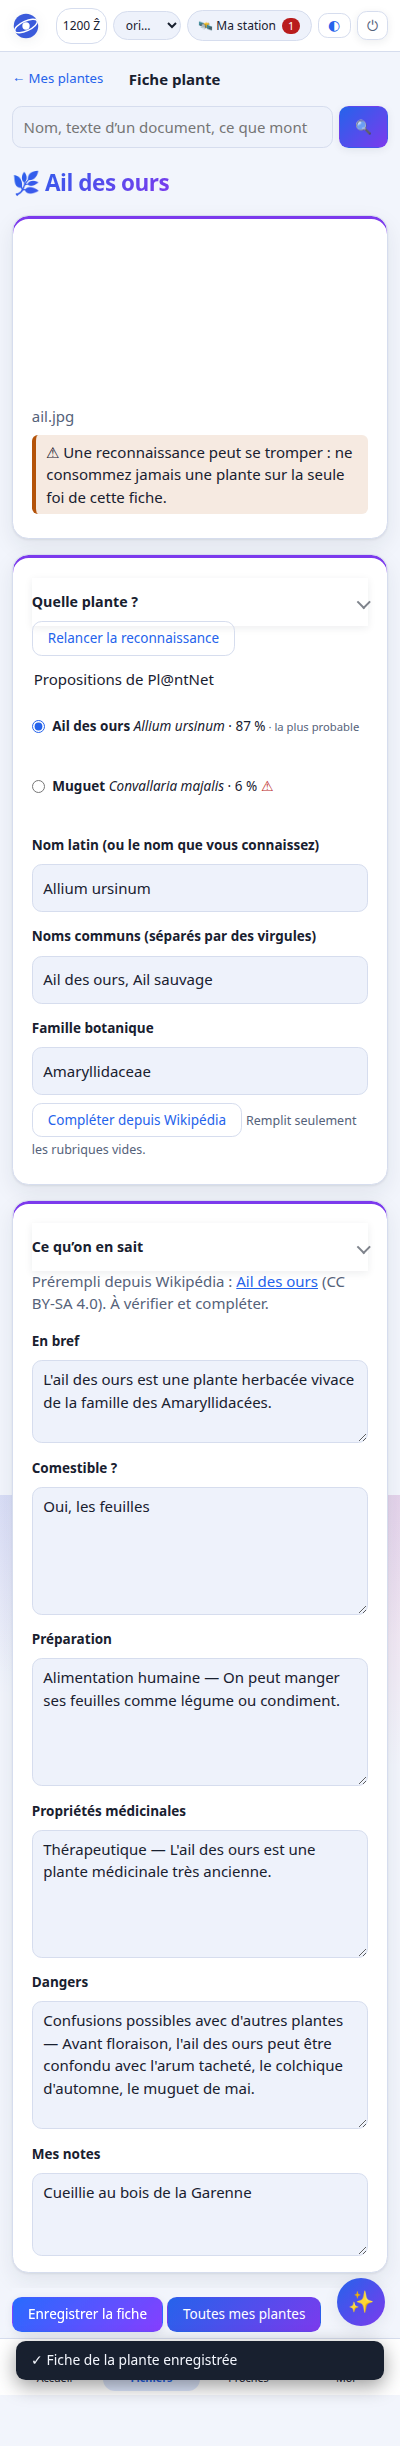 1200 Ẑ ori... 🛰️ Ma station 1
← Mes plantes Fiche plante
Nom, texte d’un document, ce que mont
🌿 Ail des ours
ail.jpg
⚠ Une reconnaissance peut se tromper : ne
consommez jamais une plante sur la seule
foi de cette fiche.
Quelle plante ?
Relancer la reconnaissance
Propositions de Pl@ntNet
Ail des ours Allium ursinum · 87 % · la plus probable
Muguet Convallaria majalis · 6 % ⚠
Nom latin (ou le nom que vous connaissez)
Allium ursinum
Noms communs (séparés par des virgules)
Ail des ours, Ail sauvage
Famille botanique
Amaryllidaceae
Compléter depuis Wikipédia Remplit seulement
les rubriques vides.
Ce qu’on en sait
Prérempli depuis Wikipédia : Ail des ours (CC
BY-SA 4.0). À vérifier et compléter.
En bref
L'ail des ours est une plante herbacée vivace
de la famille des Amaryllidacées.
Comestible ?
Oui, les feuilles
Préparation
Alimentation humaine — On peut manger
ses feuilles comme légume ou condiment.
Propriétés médicinales
Thérapeutique — L'ail des ours est une
plante médicinale très ancienne.
Dangers
Confusions possibles avec d'autres plantes
— Avant floraison, l'ail des ours peut être
confondu avec l'arum tacheté, le colchique
d'automne, le muguet de mai.
Mes notes
Cueillie au bois de la Garenne
Enregistrer la fiche Toutes mes plantes
✓ Fiche de la plante enregistrée